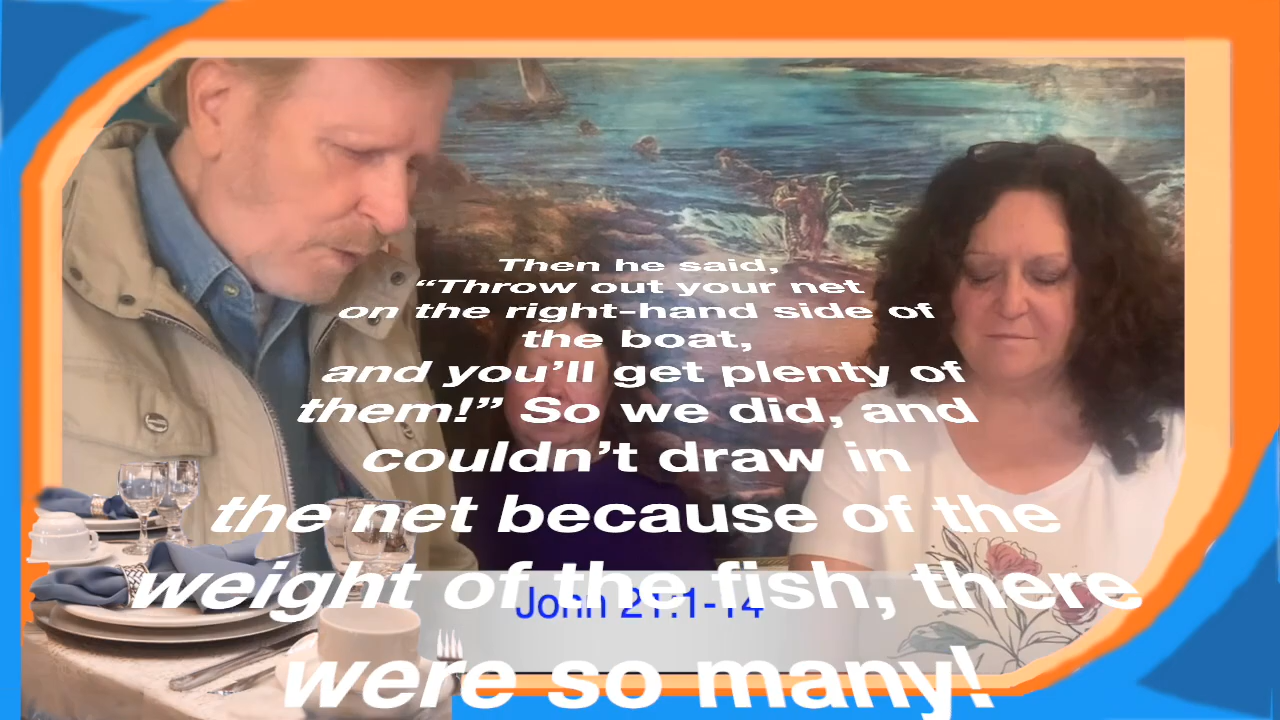 Then he said,
“Throw out your net
on the right-hand side of
the boat,
and you’ll get plenty of
them!” So we did, and
couldn’t draw in
the net because of the
weight of the fish, there
John 21:1-14
were so many!